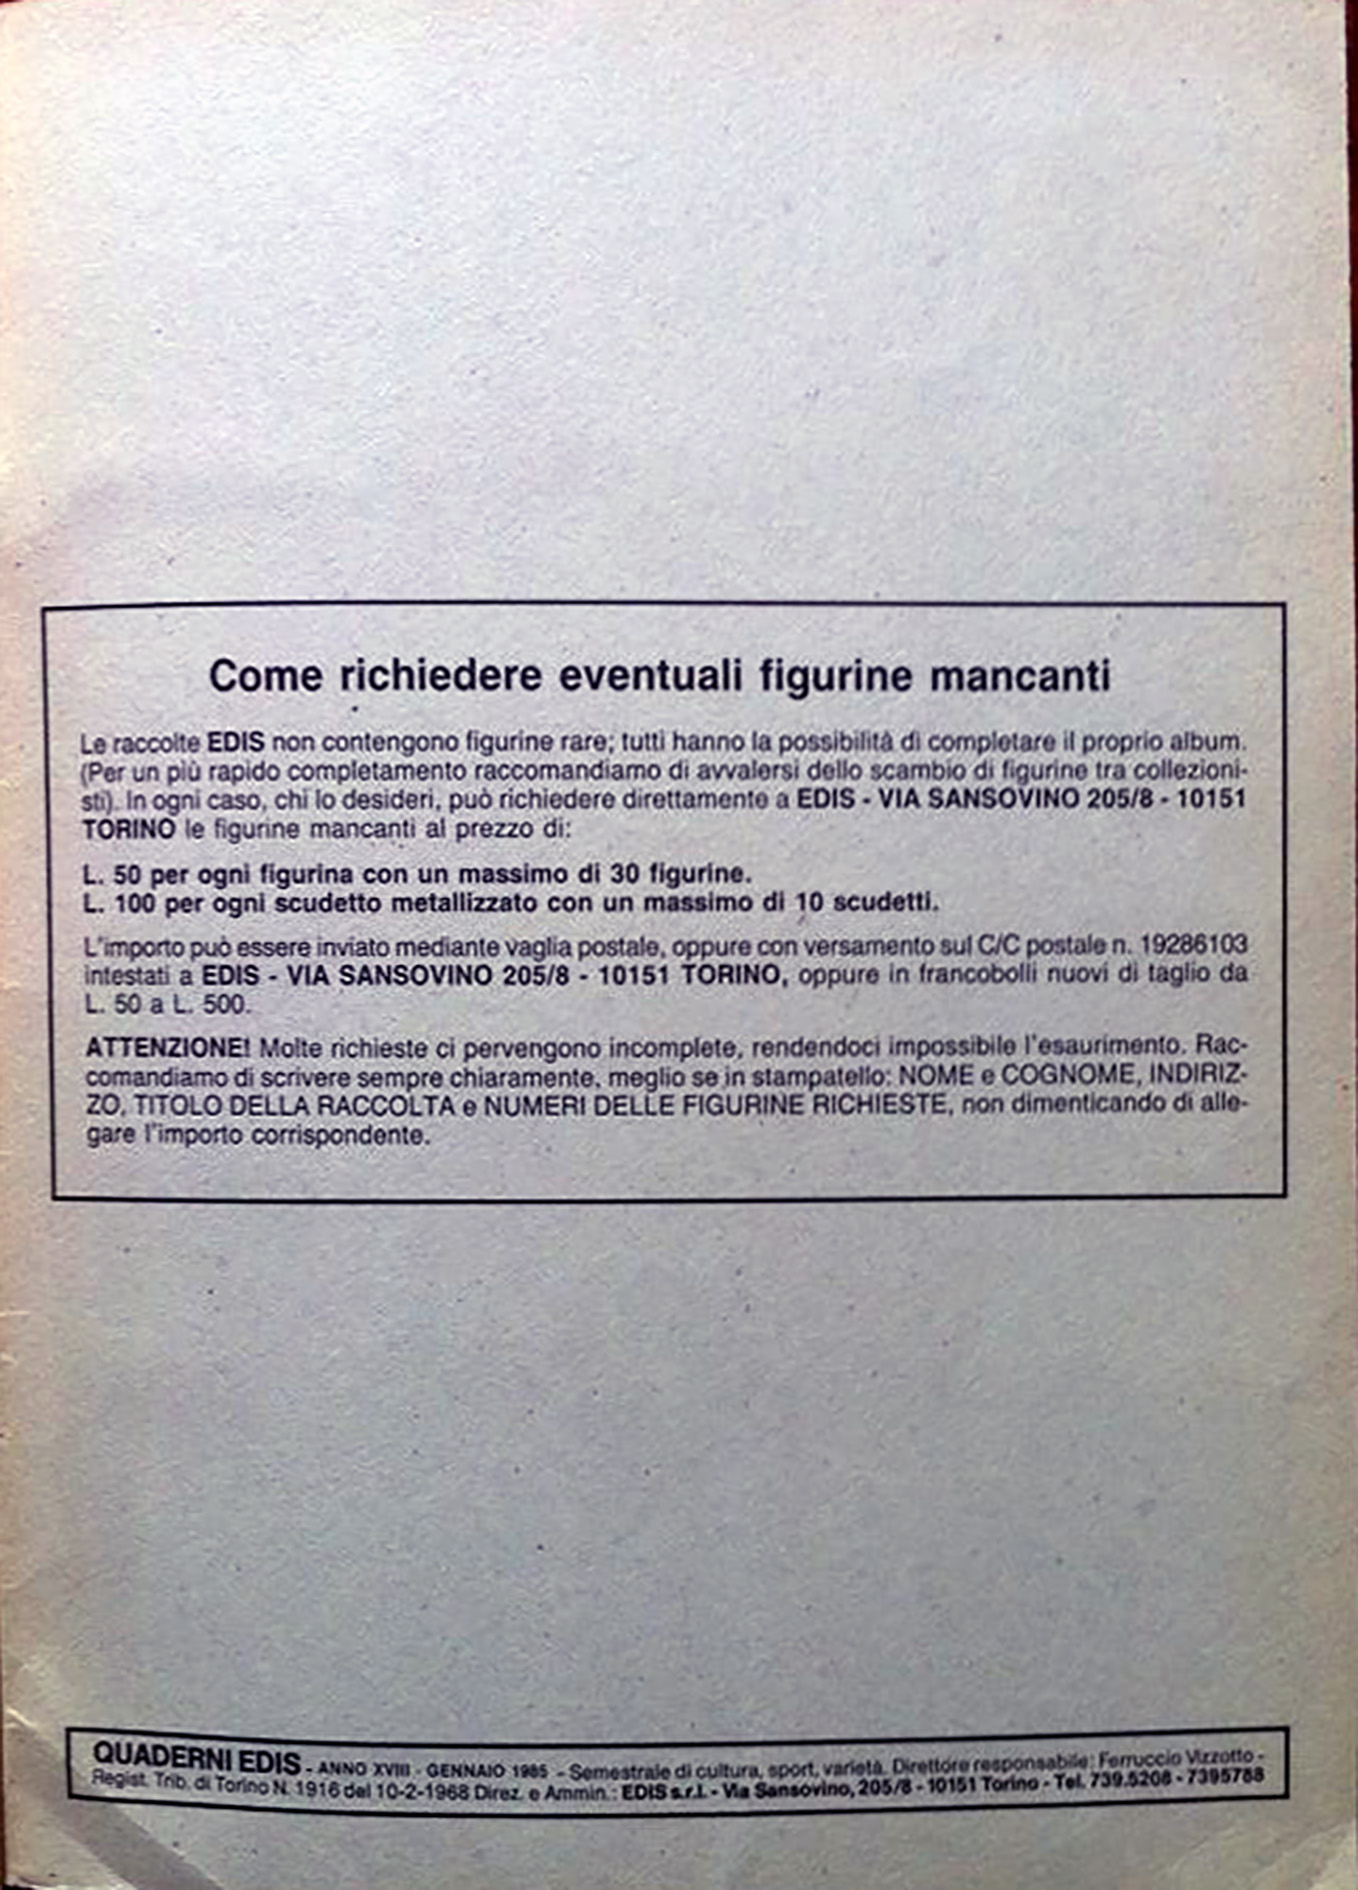 Come richiedere eventuali figurine mancanti
Le raccolte EDIS non contengono figurine rare; tutti hanno la possibilità di completare il proprio album.
(Per un più rapido completamento raccomandiamo di avvalersi dello scambio di figurine tra collezioni-
sti). In ogni caso, chi lo desideri, può richiedere direttamente a EDIS - VIA SANSOVINO 205/8 - 10151
TORINO le figurine mancanti al prezzo di:
L. 50 per ogni figurina con un massimo di 30 figurine.
L. 100 per ogni scudetto metallizzato con un massimo di 10 scudetti.
L'importo può essere inviato mediante vaglia postale, oppure con versamento sul C/C postale n. 19286103
intestati a EDIS - VIA SANSOVINO 205/8 - 10151 TORINO, oppure in francobolli nuovi di taglio da
L. 50 a L. 500.
ATTENZIONE! Molte richieste ci pervengono incomplete, rendendoci impossibile l'esaurimento. Rac-
comandiamo di scrivere sempre chiaramente, meglio se in stampatello: NOME e COGNOME, INDIRIZ-
ZO, TITOLO DELLA RACCOLTA e NUMERI DELLE FIGURINE RICHIESTE, non dimenticando di alle-
gare l'importo corrispondente.
QUADERNI EDIS - ANNO XVIII - GENNAIO 1985 - Semestrale di cultura, sport, varietà. Direttore responsabile: Ferruccio Vizzotto -
Regist. Trib. di Torino N. 1916 del 10-2-1968 Direz. e Ammin.: EDIS s.r.l. - Via Sansovino, 205/8 - 10151 Torino - Tel. 739.5208 - 7395788